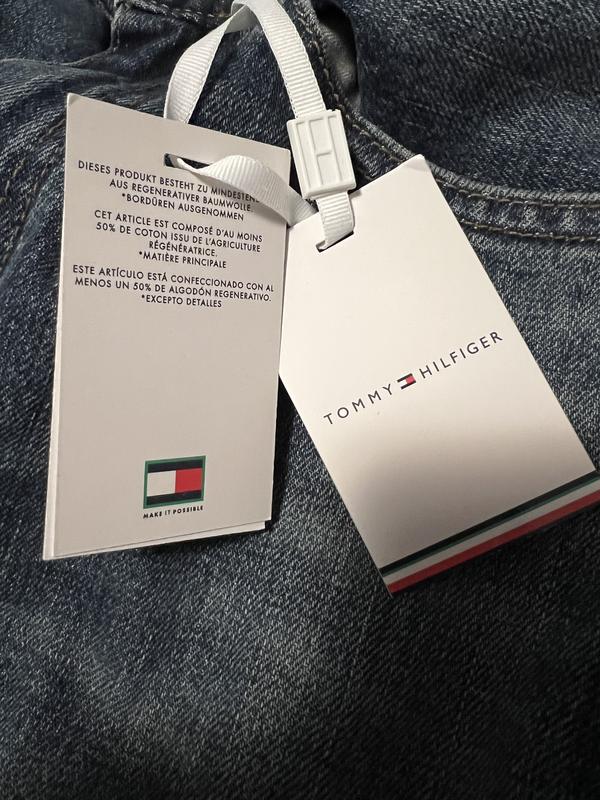 DIESES PRODUKT BESTEHT ZU MINDESTENS
AUS REGENERATIVER BAUMWOLLE.
*BORDÜREN AUSGENOMMEN
CET ARTICLE EST COMPOSÉ D'AU MOINS
50% DE COTON ISSU DE L'AGRICULTURE
RÉGÉNÉRATRICE.
*MATIÈRE PRINCIPALE
ESTE ARTÍCULO ESTÁ CONFECCIONADO CON AL
MENOS UN 50% DE ALGODÓN REGENERATIVO.
*EXCEPTO DETALLES
MAKE IT POSSIBLE
TOMMY HILFIGER